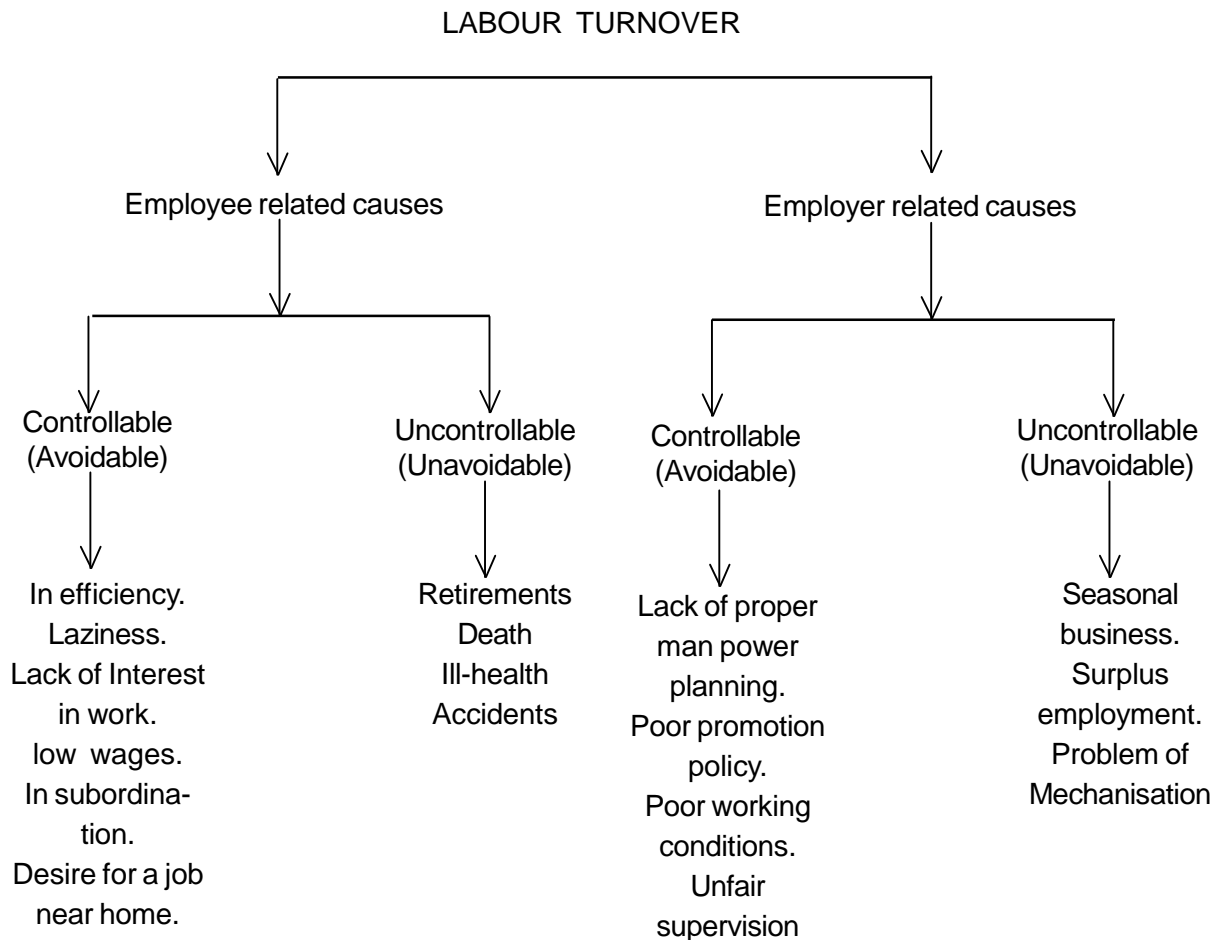 LABOUR TURNOVER
Employee related causes
Employer related causes
Controllable
(Avoidable)
Uncontrollable
(Unavoidable)
Controllable
(Avoidable)
Uncontrollable
(Unavoidable)
In efficiency.
Laziness.
Lack of Interest
in work.
low wages.
In subordina-
tion.
Desire for a job
near home.
Retirements
Death
Ill-health
Accidents
Lack of proper
man power
planning.
Poor promotion
policy.
Poor working
conditions.
Unfair
supervision
Seasonal
business.
Surplus
employment.
Problem of
Mechanisation